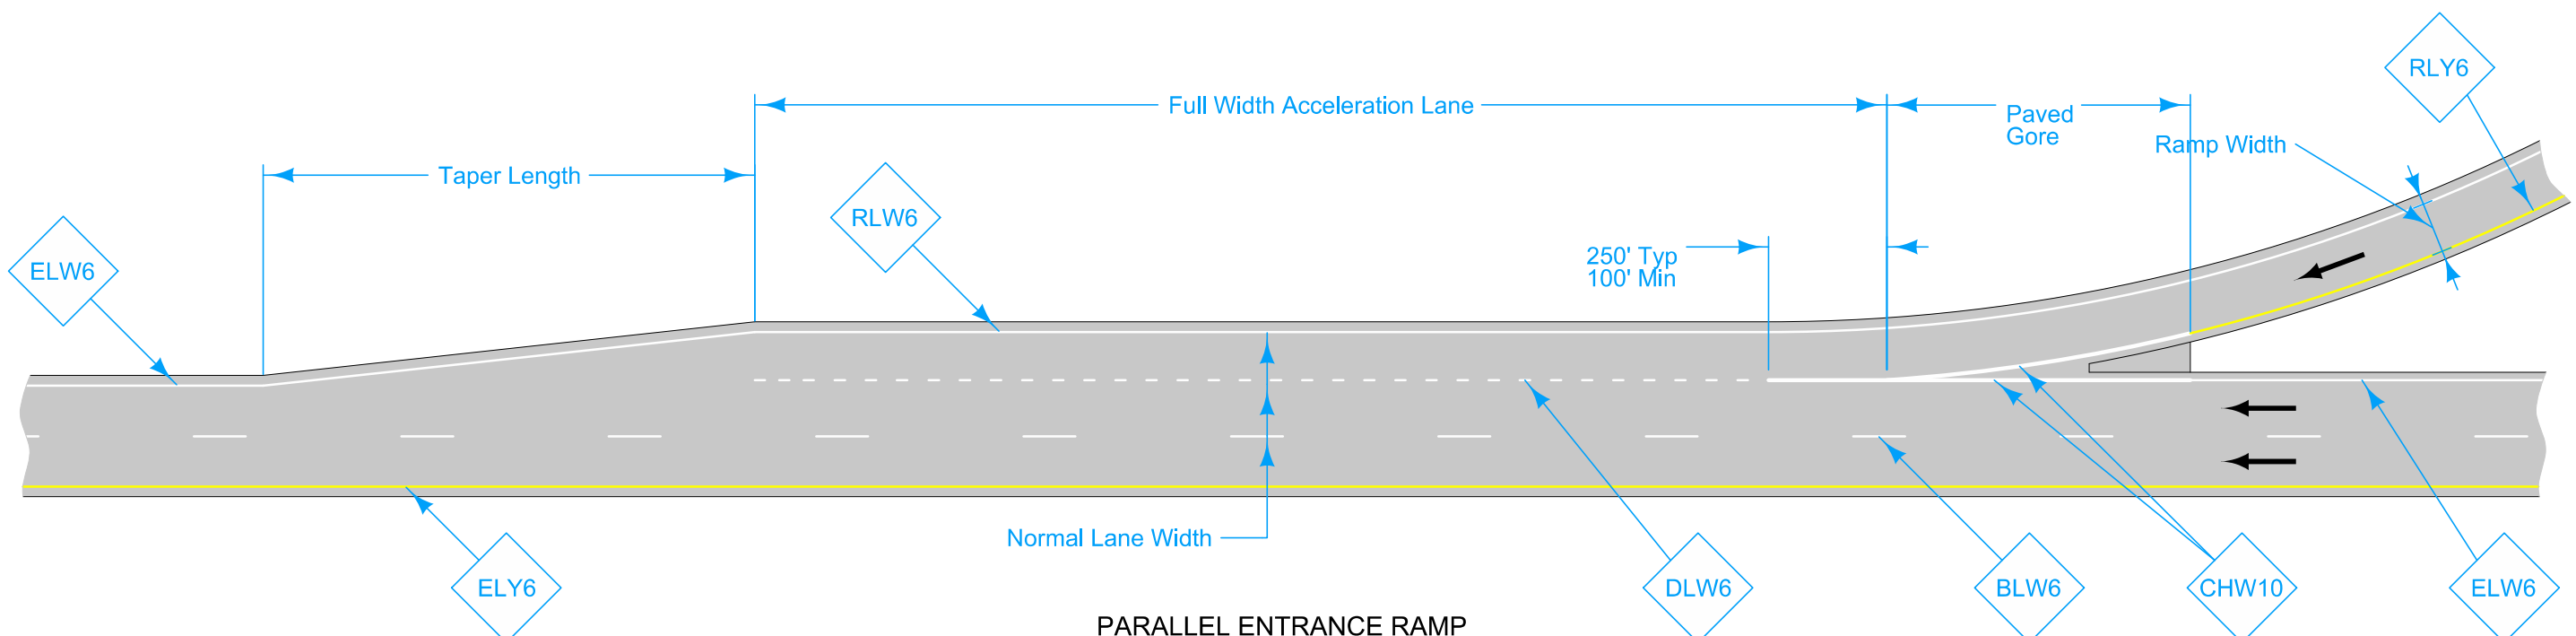 RLY6
Full Width Acceleration Lane
Paved
Gore
Ramp Width
Taper Length
RLW6
250' Typ
100' Min
ELW6
Normal Lane Width
ELY6
DLW6
BLW6
CHW10
ELW6
PARALLEL ENTRANCE RAMP